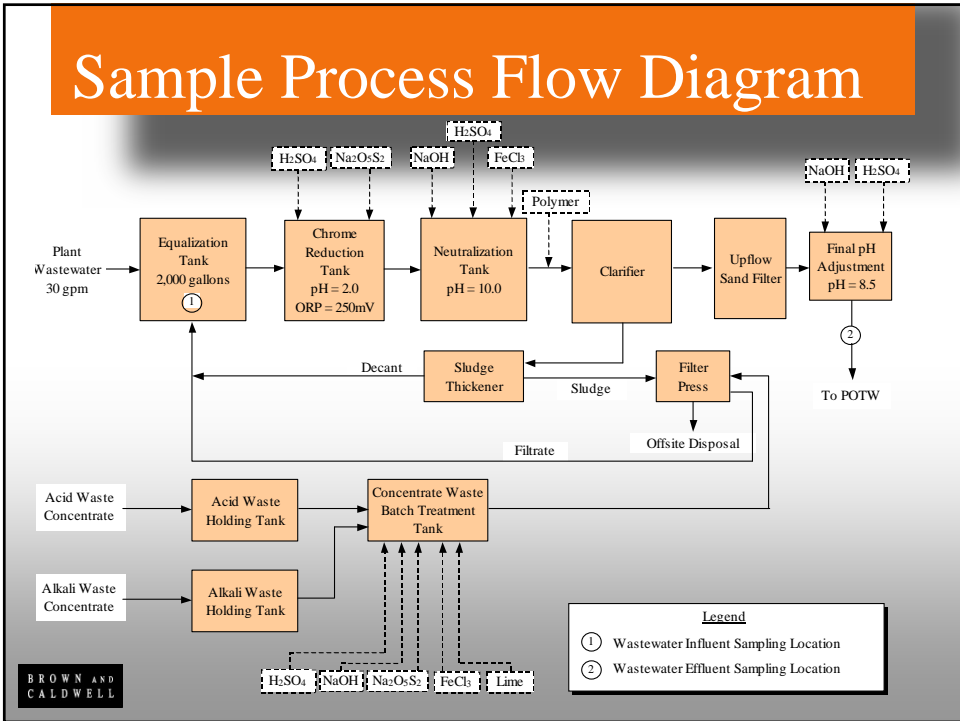 Sample Process Flow Diagram
H₂SO₄
H₂SO₄
Na₂O₅S₂
NaOH
FeCl₃
Polymer
NaOH
H₂SO₄
Plant
Wastewater
30 gpm
Equalization
Tank
2,000 gallons
1
Chrome
Reduction
Tank
pH = 2.0
ORP = 250mV
Neutralization
Tank
pH = 10.0
Clarifier
Upflow
Sand Filter
Final pH
Adjustment
pH = 8.5
2
To POTW
Decant
Sludge
Thickener
Sludge
Filter
Press
Offsite Disposal
Filtrate
Acid Waste
Concentrate
Acid Waste
Holding Tank
Concentrate Waste
Batch Treatment
Tank
Alkali Waste
Concentrate
Alkali Waste
Holding Tank
H₂SO₄
NaOH
Na₂O₅S₂
FeCl₃
Lime
Legend
1 Wastewater Influent Sampling Location
2 Wastewater Effluent Sampling Location
BROWN AND
CALDWELL